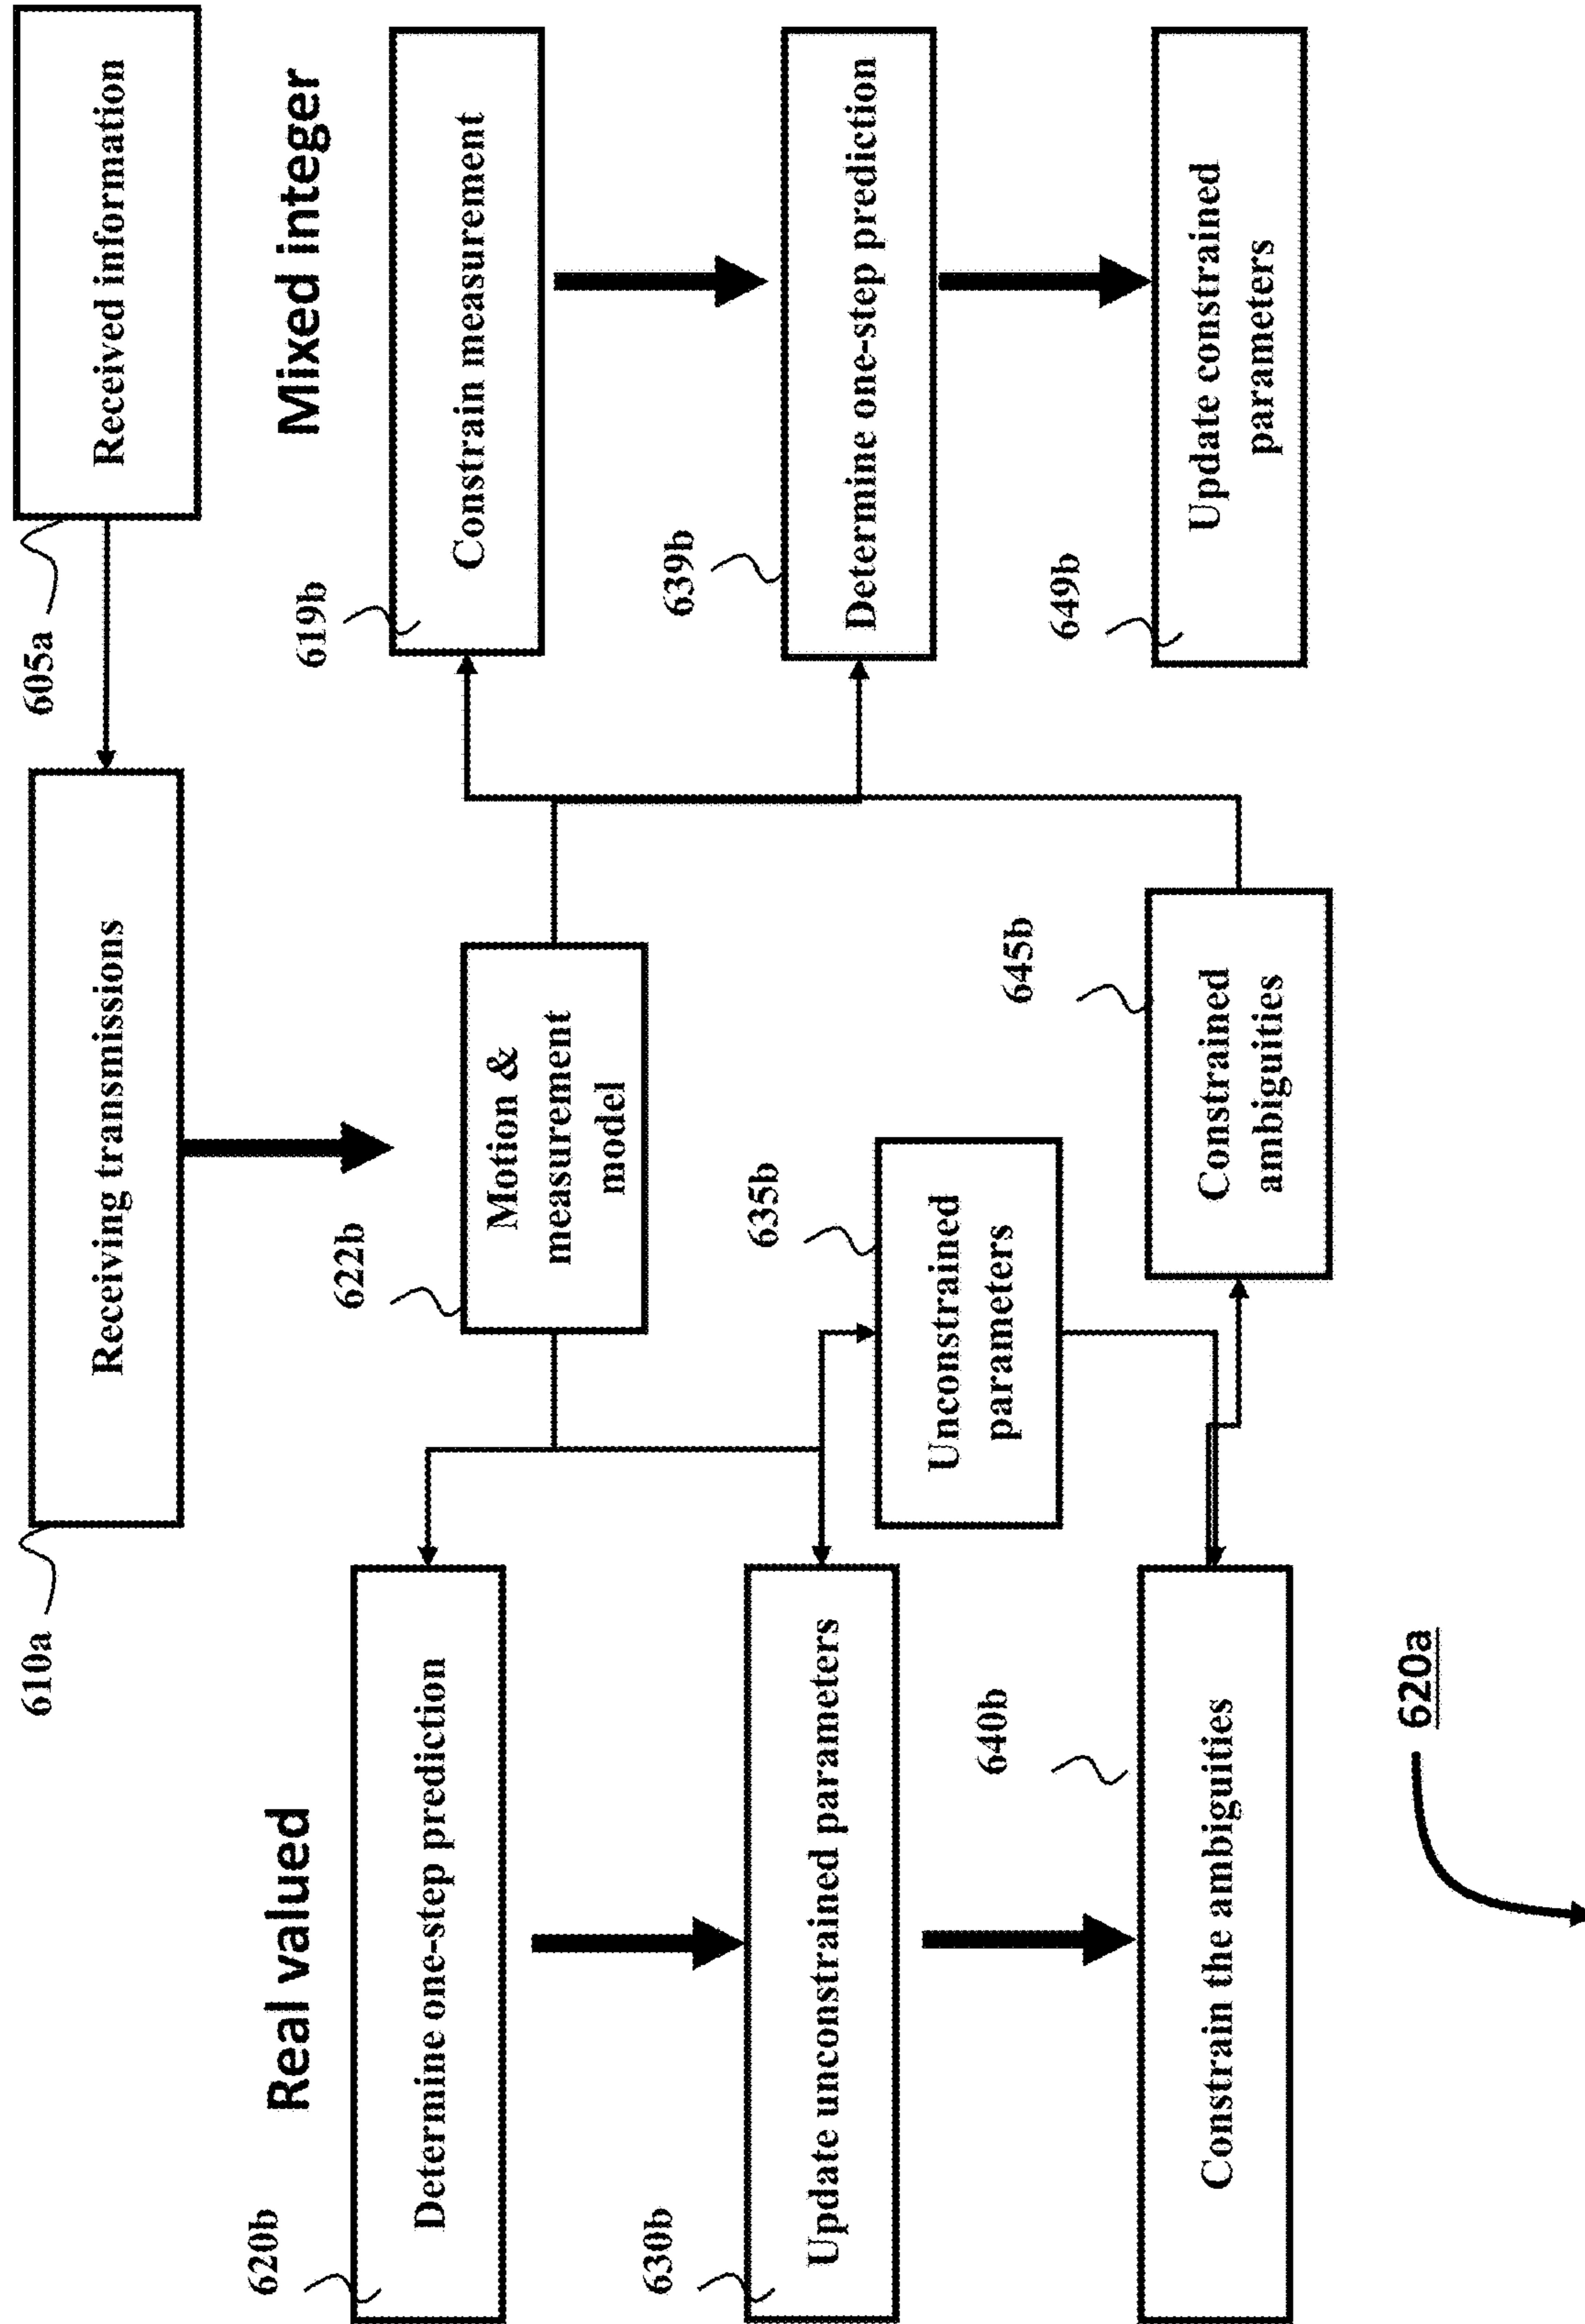 605a
Received information
610a
Receiving transmissions
Real valued
Mixed integer
620b
Determine one-step prediction
622b
Motion &
measurement
model
619b
Constrain measurement
630b
Update unconstrained parameters
635b
Unconstrained
parameters
639b
Determine one-step prediction
640b
Constrain the ambiguities
645b
Constrained
ambiguities
649b
Update constrained
parameters
620a